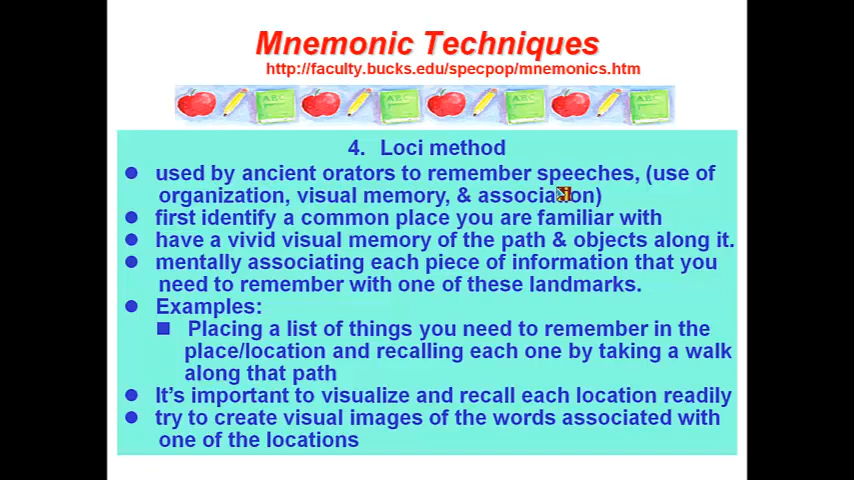 Mnemonic Techniques
http://faculty.bucks.edu/specpop/mnemonics.htm
ABC ABC ABC ABC
4. Loci method
● used by ancient orators to remember speeches, (use of
organization, visual memory, & association)
● first identify a common place you are familiar with
● have a vivid visual memory of the path & objects along it.
● mentally associating each piece of information that you
need to remember with one of these landmarks.
● Examples:
■ Placing a list of things you need to remember in the
place/location and recalling each one by taking a walk
along that path
● It's important to visualize and recall each location readily
● try to create visual images of the words associated with
one of the locations